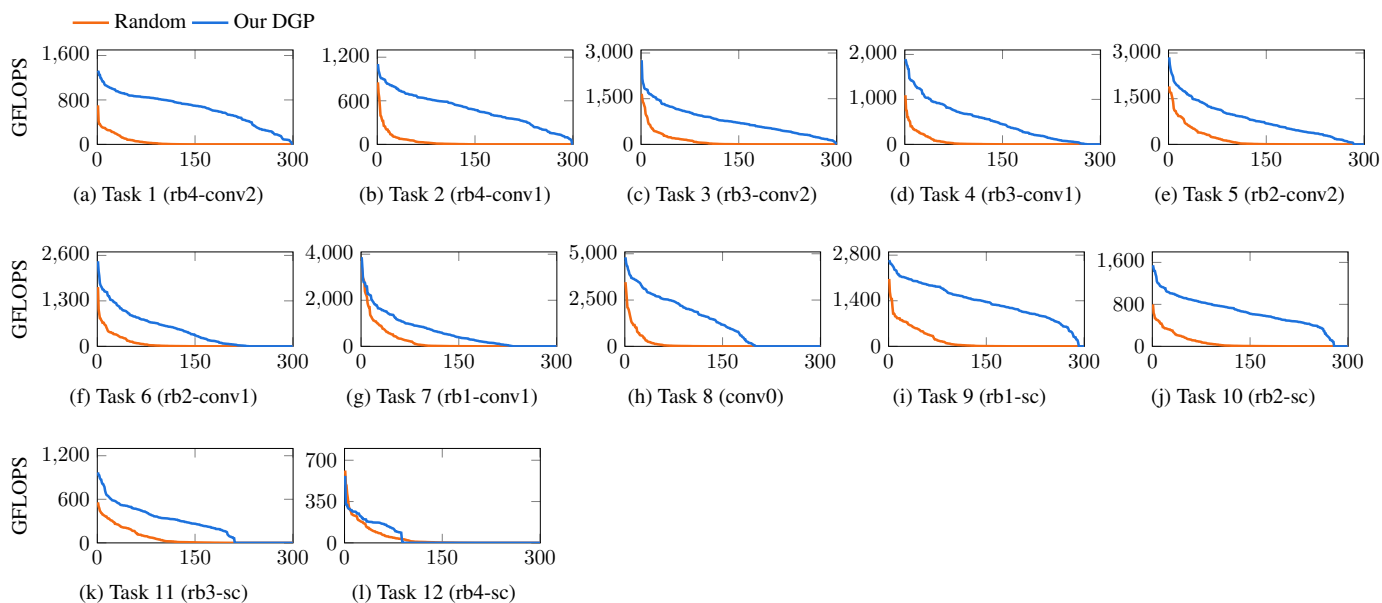 Random Our DGP
GFLOPS
1,600
800
0
0 150 300
(a) Task 1 (rb4-conv2)
1,200
600
0
0 150 300
(b) Task 2 (rb4-conv1)
3,000
1,500
0
0 150 300
(c) Task 3 (rb3-conv2)
2,000
1,000
0
0 150 300
(d) Task 4 (rb3-conv1)
3,000
1,500
0
0 150 300
(e) Task 5 (rb2-conv2)
GFLOPS
2,600
1,300
0
0 150 300
(f) Task 6 (rb2-conv1)
4,000
2,000
0
0 150 300
(g) Task 7 (rb1-conv1)
5,000
2,500
0
0 150 300
(h) Task 8 (conv0)
2,800
1,400
0
0 150 300
(i) Task 9 (rb1-sc)
1,600
800
0
0 150 300
(j) Task 10 (rb2-sc)
GFLOPS
1,200
600
0
0 150 300
(k) Task 11 (rb3-sc)
700
350
0
0 150 300
(l) Task 12 (rb4-sc)